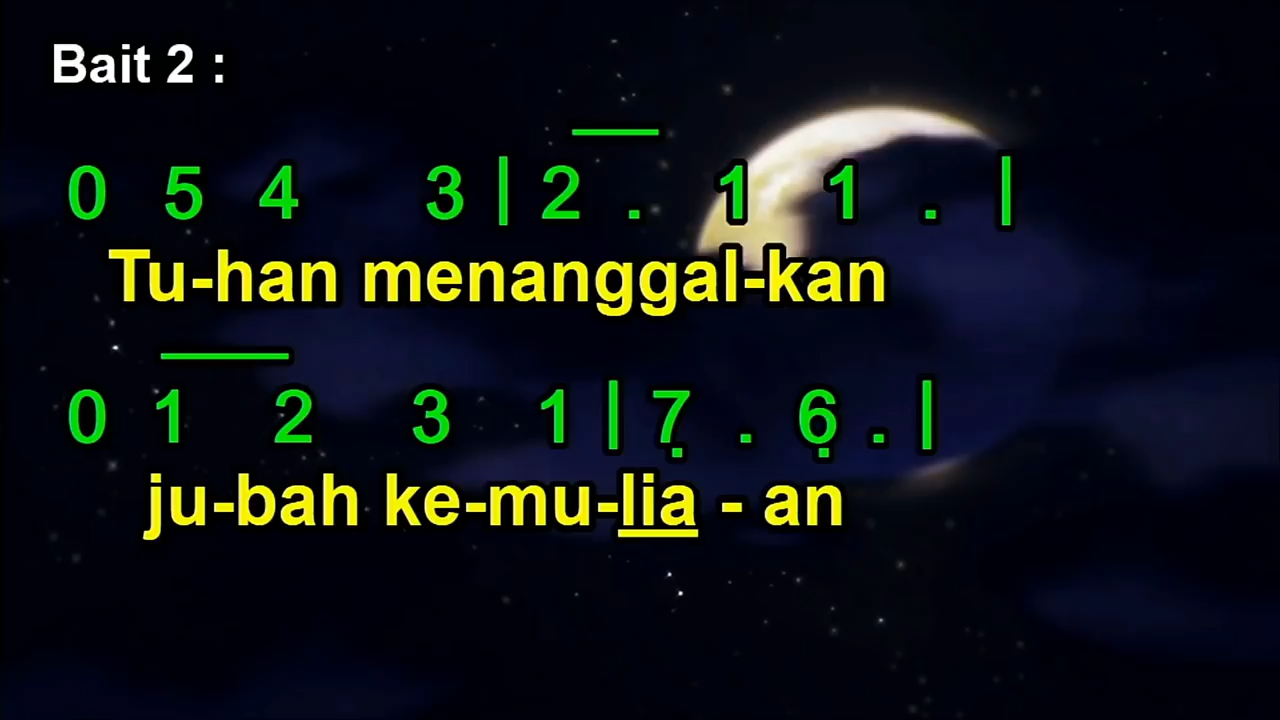 Bait 2 :
0 5 4 3 | 2 . 1 1 . |
Tu-han menanggal-kan
0 1 2 3 1 | 7̣ . 6̣ . |
ju-bah ke-mu-lia - an